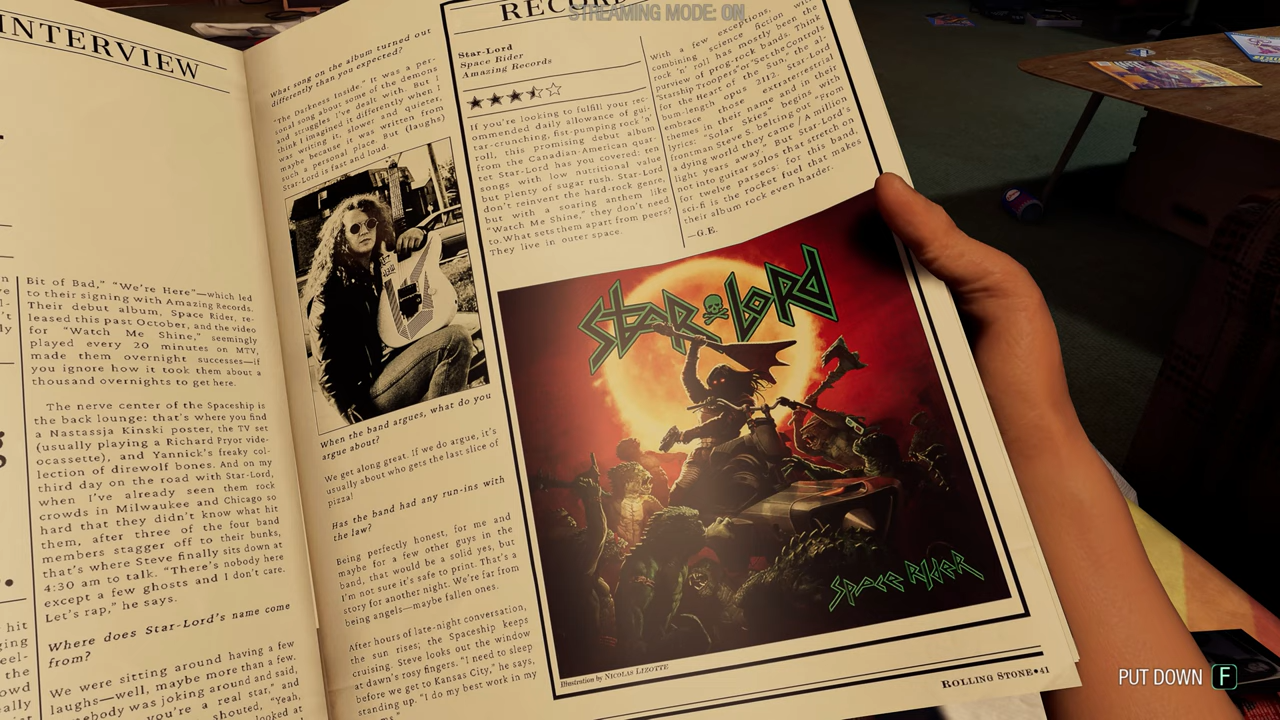 STREAMING MODE: ON
INTERVIEW
Bit of Bad," "We're Here"—which led
to their signing with Amazing Records.
Their debut album, Space Rider, re-
leased this past October, and the video
for "Watch Me Shine," seemingly
played every 20 minutes on MTV,
made them overnight successes—if
you ignore how it took them about a
thousand overnights to get here.
The nerve center of the Spaceship is
the back lounge: that's where you find
a Nastassja Kinski poster, the TV set
(usually playing a Richard Pryor vide-
ocassette), and Yannick's freaky col-
lection of direwolf bones. And on my
third day on the road with Star-Lord,
when I've already seen them rock
crowds in Milwaukee and Chicago so
hard that they didn't know what hit
them, after three of the four band
members stagger off to their bunks,
that's where Steve finally sits down at
4:30 am to talk. "There's nobody here
except a few ghosts and I don't care.
Let's rap," he says.
Where does Star-Lord's name come
from?
We were sitting around having a few
laughs—well, maybe more than a few.
was joking around and said,
you're a real star," and
shouted, "Yeah,
looked at
What song on the album turned out
differently than you expected?
"The Darkness Inside." It was a per-
sonal song about some of the demons
and struggles I've dealt with. But I
think I imagined it differently when I
was writing it, slower and quieter,
maybe because it was written from
such a personal place. But (laughs)
Star-Lord is fast and loud.
When the band argues, what do you
argue about?
We get along great. If we do argue, it's
usually about who gets the last slice of
pizza!
Has the band had any run-ins with
the law?
Being perfectly honest, for me and
maybe for a few other guys in the
band, that would be a solid yes, but
I'm not sure it's safe to print. That's a
story for another night. We're far from
being angels—maybe fallen ones.
After hours of late-night conversation,
the sun rises; the Spaceship keeps
cruising. Steve looks out the window
at dawn's rosy fingers. "I need to sleep
before we get to Kansas City," he says,
standing up. "I do my best work in my
Star-Lord
Space Rider
Amazing Records
If you're looking to fulfill your rec-
ommended daily allowance of gui-
tar-crunching, fist-pumping rock 'n'
roll, this promising debut album
from the Canadian-American quar-
tet Star-Lord has you covered: ten
songs with low nutritional value
but plenty of sugar rush. Star-Lord
don't reinvent the hard-rock genre,
but with a soaring anthem like
"Watch Me Shine," they don't need
to. What sets them apart from peers?
They live in outer space.
With a few exceptions,
combining science fiction with
rock 'n' roll has mostly been the
purview of prog-rock bands. Think
"Starship Troopers" or "Set the Controls
for the Heart of the Sun," the al-
bum-length opus 2112. Star-Lord
embrace those extraterrestrial
themes in their name and in their
lyrics: "Solar Skies" begins with
frontman Steve S. belting out "From
a dying world they came / A million
light years away." But Star-Lord's
not into guitar solos that stretch on
for twelve parsecs: for this band,
sci-fi is the rocket fuel that makes
their album rock even harder.
—G.E.
STAR LORD
SPACE RIDER
Illustration by NICOLAS LIZOTTE
ROLLING STONE•41
PUT DOWN F